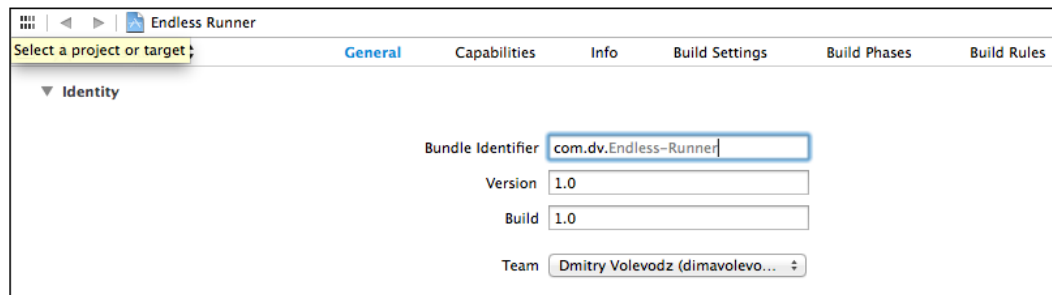 Endless Runner
Select a project or target
General Capabilities Info Build Settings Build Phases Build Rules
Identity
Bundle Identifier com.dv.Endless-Runner
Version 1.0
Build 1.0
Team Dmitry Volevodz (dimavolevo...